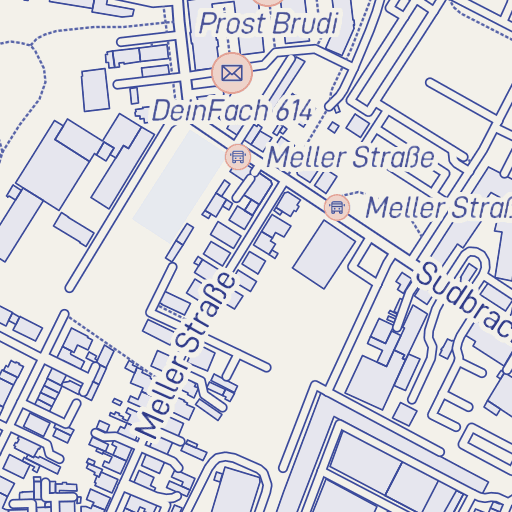 Prost Brudi
DeinFach 614
Meller Straße
Meller Straß
Sudbrac
Meller-Straße